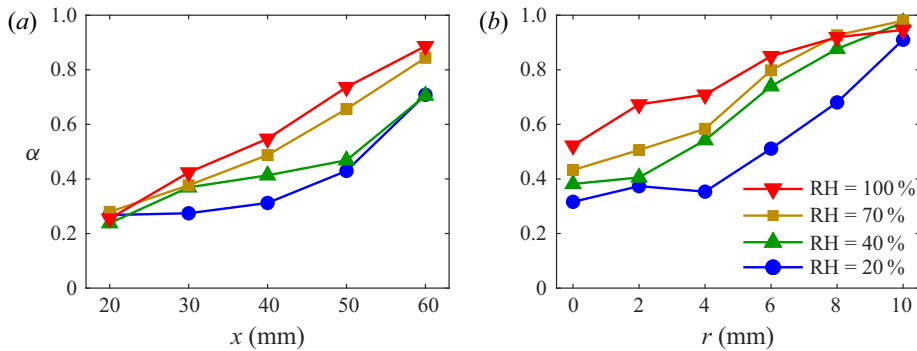 (a)
1.0
0.8
0.6
0.4
0.2
0
α
20 30 40 50 60
x (mm)
(b)
1.0
0.8
0.6
0.4
0.2
0
RH = 100 %
RH = 70 %
RH = 40 %
RH = 20 %
0 2 4 6 8 10
r (mm)